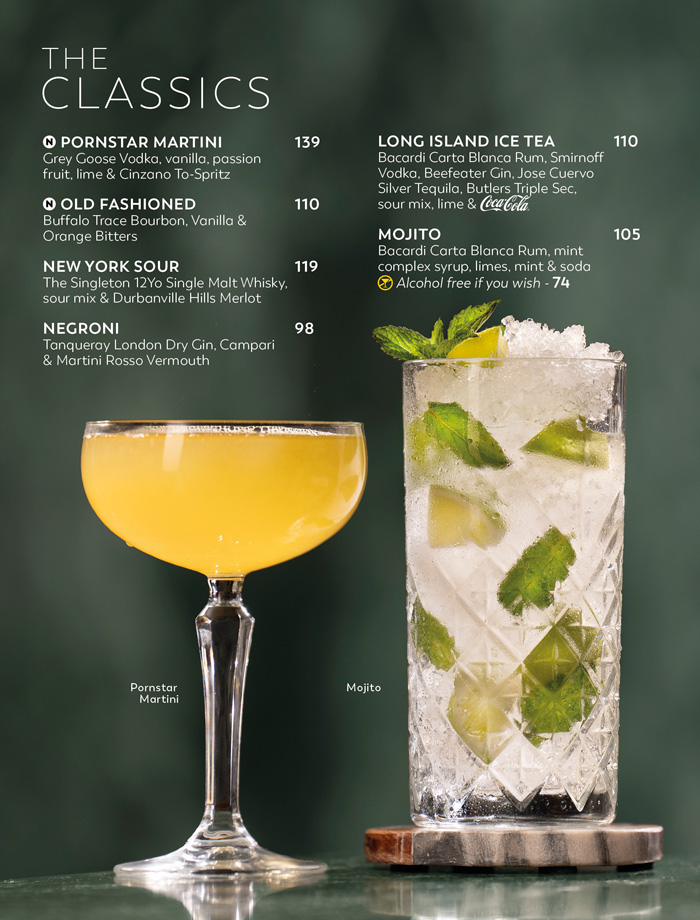 THE
CLASSICS
N PORNSTAR MARTINI 139
Grey Goose Vodka, vanilla, passion
fruit, lime & Cinzano To-Spritz
N OLD FASHIONED 110
Buffalo Trace Bourbon, Vanilla &
Orange Bitters
NEW YORK SOUR 119
The Singleton 12Yo Single Malt Whisky,
sour mix & Durbanville Hills Merlot
NEGRONI 98
Tanqueray London Dry Gin, Campari
& Martini Rosso Vermouth
LONG ISLAND ICE TEA 110
Bacardi Carta Blanca Rum, Smirnoff
Vodka, Beefeater Gin, Jose Cuervo
Silver Tequila, Butlers Triple Sec,
sour mix, lime & Coca-Cola
MOJITO 105
Bacardi Carta Blanca Rum, mint
complex syrup, limes, mint & soda
Alcohol free if you wish - 74
Pornstar
Martini
Mojito